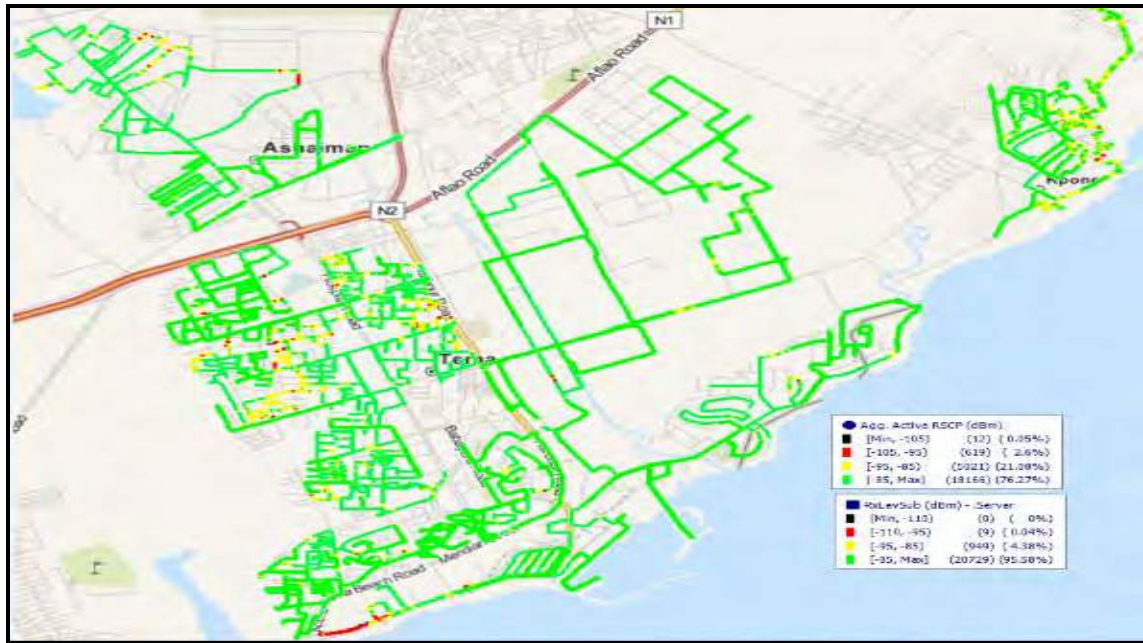 N1
Aflao Road
Ashaiman
Aflao Road
N2
Kpone
Tema
Beach Road
Agg. Active RSCP (dBm)
[Min, -105) (12) ( 0.05%)
[-105, -95) (619) ( 2.6%)
[-95, -85) (5021) (21.08%)
[-85, Max) (18166) (76.27%)
RxLevSub (dBm) - Server
[Min, -110) (0) ( 0%)
[-110, -95) (9) ( 0.04%)
[-95, -85) (949) ( 4.38%)
[-85, Max] (20729) (95.58%)